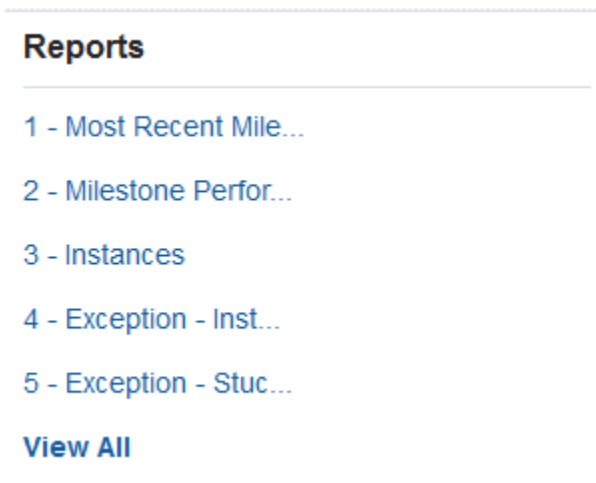 Reports
1 - Most Recent Mile...
2 - Milestone Perfor...
3 - Instances
4 - Exception - Inst...
5 - Exception - Stuc...
View All